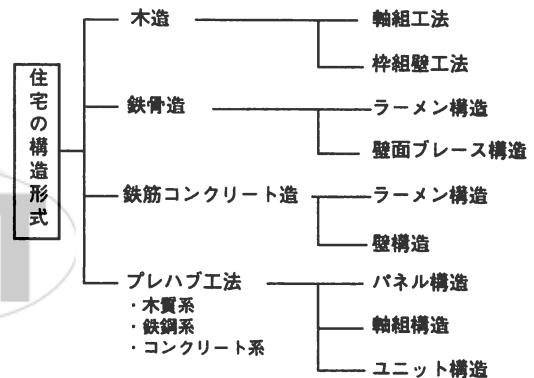 住宅の構造形式
木造
軸組工法
枠組壁工法
鉄骨造
ラーメン構造
壁面ブレース構造
鉄筋コンクリート造
ラーメン構造
壁構造
プレハブ工法
・木質系
・鉄鋼系
・コンクリート系
パネル構造
軸組構造
ユニット構造